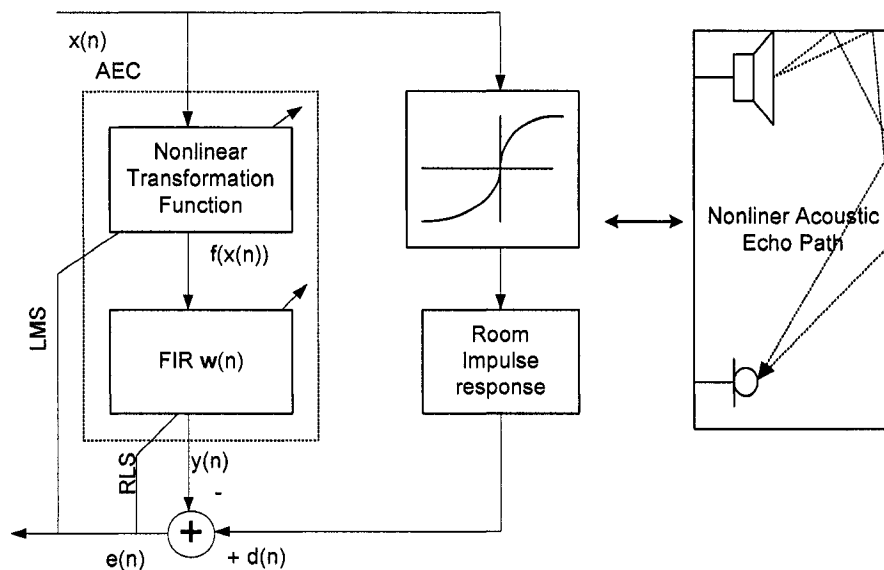 x(n)
AEC
Nonlinear
Transformation
Function
f(x(n))
LMS
FIR w(n)
RLS
y(n)
-
+
e(n)
+ d(n)
Room
Impulse
response
Nonliner Acoustic
Echo Path